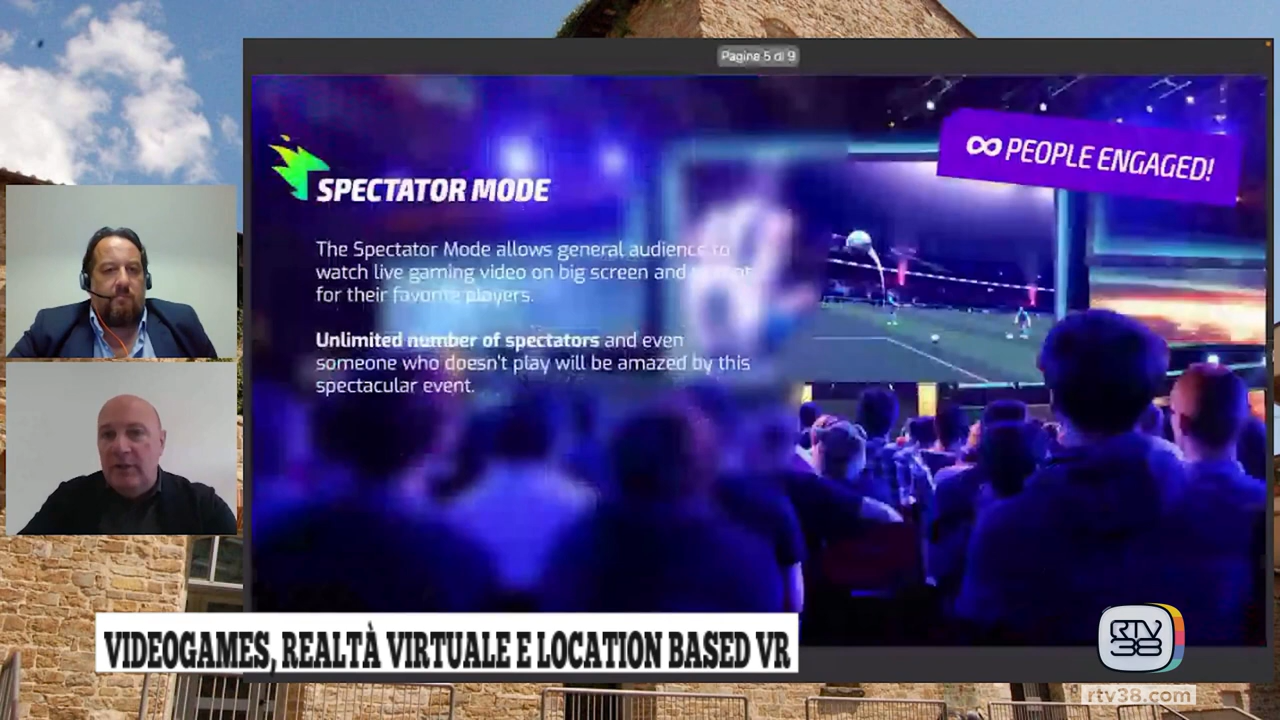 Pagina 5 di 9
∞ PEOPLE ENGAGED!
SPECTATOR MODE
The Spectator Mode allows general audience to
watch live gaming video on big screen and
for their favorite players.
Unlimited number of spectators and even
someone who doesn't play will be amazed by this
spectacular event.
VIDEOGAMES, REALTÀ VIRTUALE E LOCATION BASED VR
RTV
38
rtv38.com